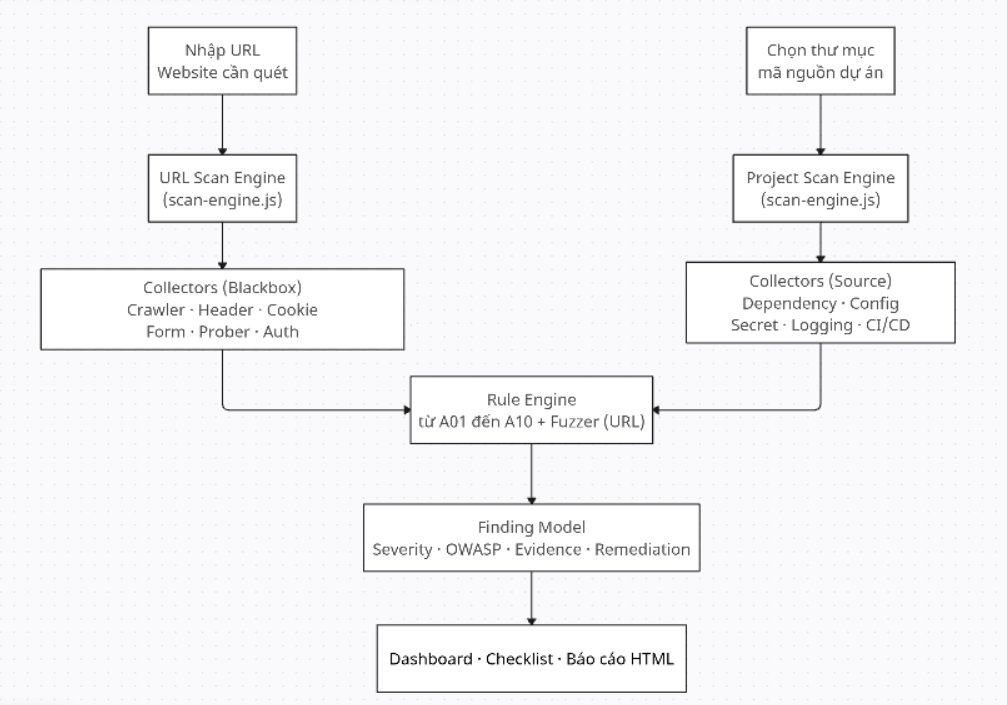 Nhập URL
Website cần quét
Chọn thư mục
mã nguồn dự án
URL Scan Engine
(scan-engine.js)
Project Scan Engine
(scan-engine.js)
Collectors (Blackbox)
Crawler · Header · Cookie
Form · Prober · Auth
Collectors (Source)
Dependency · Config
Secret · Logging · CI/CD
Rule Engine
từ A01 đến A10 + Fuzzer (URL)
Finding Model
Severity · OWASP · Evidence · Remediation
Dashboard · Checklist · Báo cáo HTML